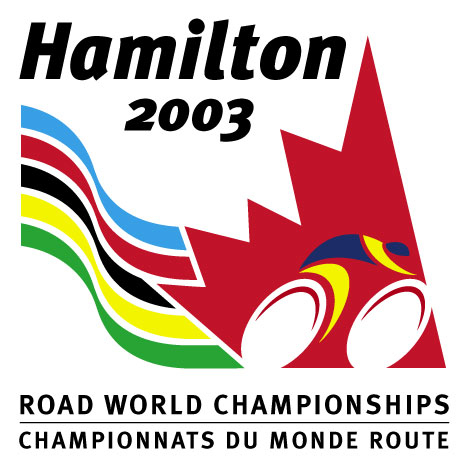 Hamilton
2003
ROAD WORLD CHAMPIONSHIPS
CHAMPIONNATS DU MONDE ROUTE